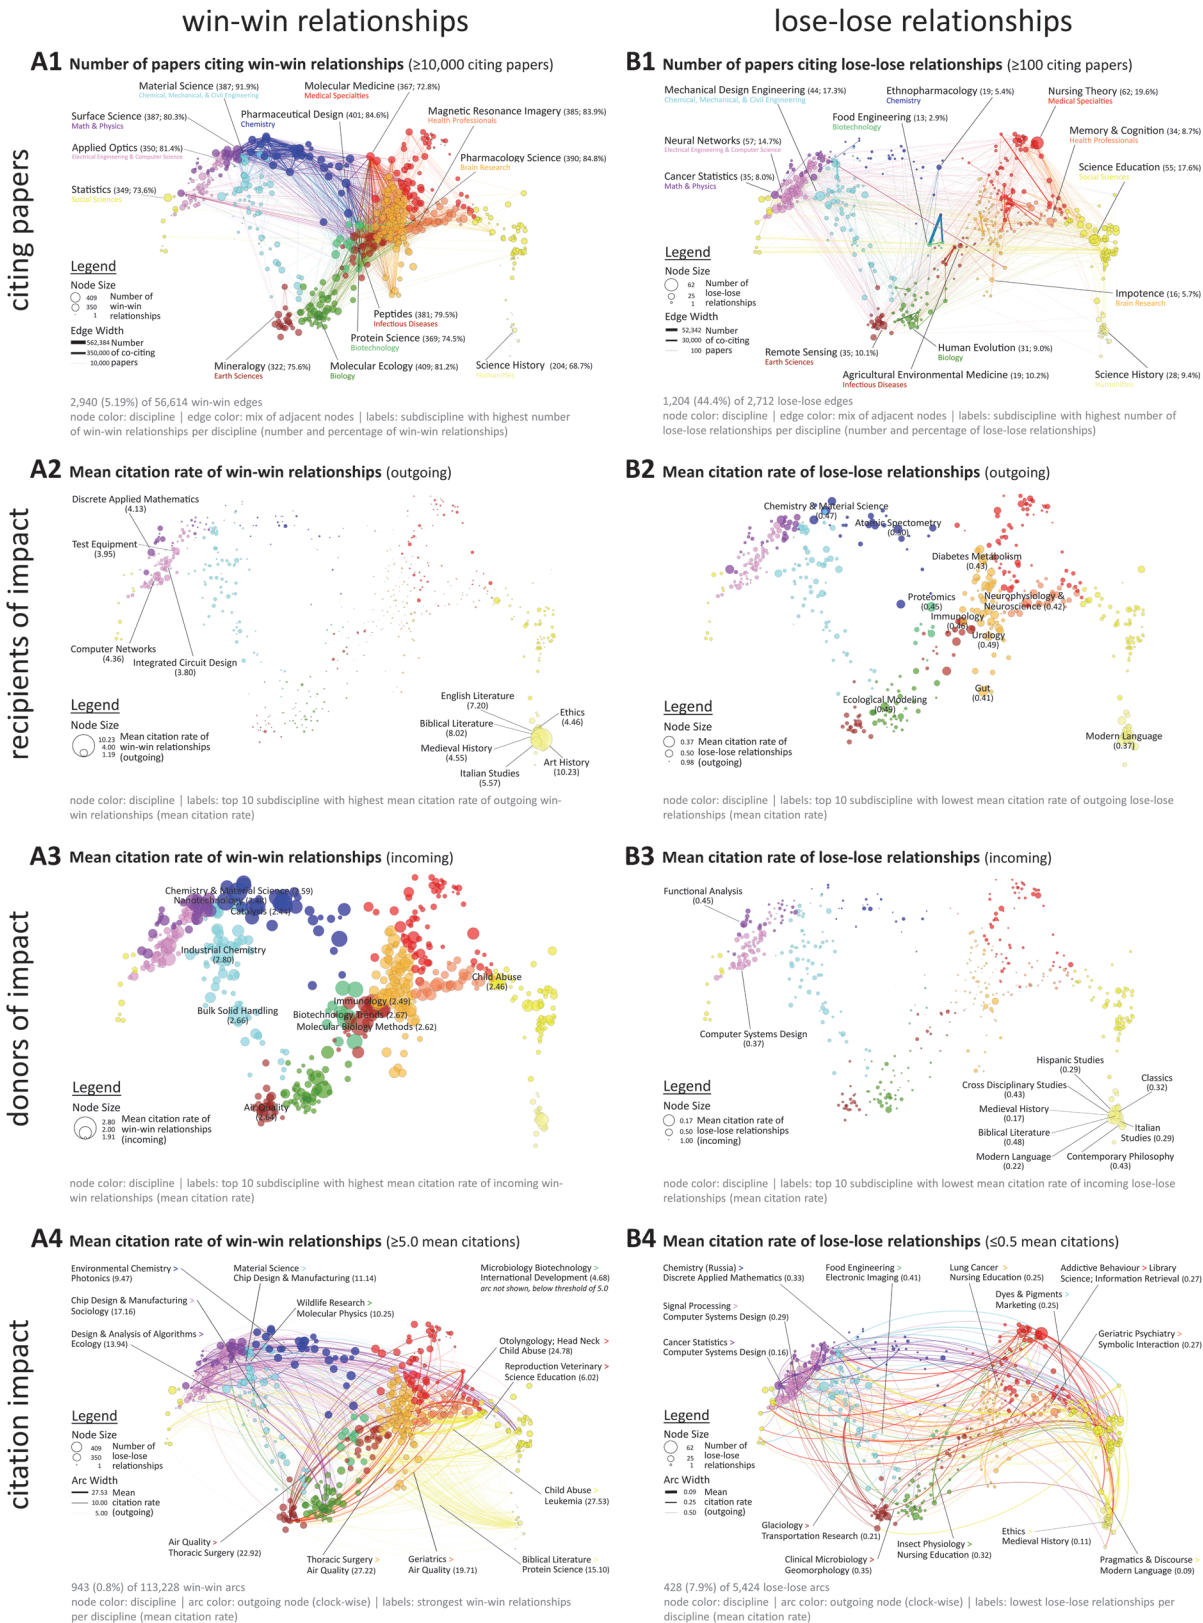 win-win relationships
lose-lose relationships
citing papers
recipients of impact
donors of impact
citation impact
A1 Number of papers citing win-win relationships (≥10,000 citing papers)
Material Science (387; 91.9%)
Chemical, Mechanical, & Civil Engineering
Molecular Medicine (367; 72.8%)
Medical Specialties
Surface Science (387; 80.3%)
Math & Physics
Pharmaceutical Design (401; 84.6%)
Chemistry
Magnetic Resonance Imagery (385; 83.9%)
Health Professionals
Applied Optics (350; 81.4%)
Electrical Engineering & Computer Science
Pharmacology Science (390; 84.8%)
Brain Research
Statistics (349; 73.6%)
Social Sciences
Legend
Node Size
409 Number of
350 win-win
1 relationships
Edge Width
562,384 Number
350,000 of co-citing
10,000 papers
Peptides (381; 79.5%)
Infectious Diseases
Protein Science (369; 74.5%)
Biotechnology
Mineralogy (322; 75.6%)
Earth Sciences
Molecular Ecology (409; 81.2%)
Biology
Science History (204; 68.7%)
Humanities
2,940 (5.19%) of 56,614 win-win edges
node color: discipline | edge color: mix of adjacent nodes | labels: subdiscipline with highest number
of win-win relationships per discipline (number and percentage of win-win relationships)
B1 Number of papers citing lose-lose relationships (≥100 citing papers)
Mechanical Design Engineering (44; 17.3%)
Chemical, Mechanical, & Civil Engineering
Ethnopharmacology (19; 5.4%)
Chemistry
Nursing Theory (62; 19.6%)
Medical Specialties
Food Engineering (13; 2.9%)
Biotechnology
Memory & Cognition (34; 8.7%)
Health Professionals
Neural Networks (57; 14.7%)
Electrical Engineering & Computer Science
Science Education (55; 17.6%)
Social Sirences
Cancer Statistics (35; 8.0%)
Math & Physics
Legend
Node Size
62 Number of
25 lose-lose
1 relationships
Edge Width
52,342 Number
30,000 of co-citing
100 papers
Impotence (16; 5.7%)
Brain Research
Remote Sensing (35; 10.1%)
Earth Sciences
Human Evolution (31; 9.0%)
Biology
Agricultural Environmental Medicine (19; 10.2%)
Infectious Diseases
Science History (28; 9.4%)
Humanities
1,204 (44.4%) of 2,712 lose-lose edges
node color: discipline | edge color: mix of adjacent nodes | labels: subdiscipline with highest number of
lose-lose relationships per discipline (number and percentage of lose-lose relationships)
A2 Mean citation rate of win-win relationships (outgoing)
Discrete Applied Mathematics
(4.13)
Test Equipment
(3.95)
Computer Networks
(4.36)
Integrated Circuit Design
(3.80)
Legend
Node Size
10.23 Mean citation rate of
4.00 win-win relationships
1.19 (outgoing)
English Literature
(7.20)
Ethics
(4.46)
Biblical Literature
(8.02)
Medieval History
(4.55)
Art History
(10.23)
Italian Studies
(5.57)
node color: discipline | labels: top 10 subdiscipline with highest mean citation rate of outgoing win-
win relationships (mean citation rate)
B2 Mean citation rate of lose-lose relationships (outgoing)
Chemistry & Material Science
(0.47)
Atomic Spectometry
(0.50)
Diabetes Metabolism
(0.43)
Proteomics
(0.45)
Neurophysiology &
Neuroscience (0.42)
Immunology
(0.46)
Urology
(0.49)
Gut
(0.41)
Ecological Modeling
(0.49)
Modern Language
(0.37)
Legend
Node Size
0.37 Mean citation rate of
0.50 lose-lose relationships
0.98 (outgoing)
node color: discipline | labels: top 10 subdiscipline with lowest mean citation rate of outgoing lose-lose
relationships (mean citation rate)
A3 Mean citation rate of win-win relationships (incoming)
Chemistry & Material Science (2.59)
Nanotechnology (2.48)
Catalysis (2.44)
Industrial Chemistry
(2.80)
Child Abuse
(2.46)
Immunology (2.49)
Bulk Solid Handling
(2.66)
Biotechnology Trends (2.67)
Molecular Biology Methods (2.62)
Air Quality
(2.64)
Legend
Node Size
2.80 Mean citation rate of
2.00 win-win relationships
1.91 (incoming)
node color: discipline | labels: top 10 subdiscipline with highest mean citation rate of incoming win-
win relationships (mean citation rate)
B3 Mean citation rate of lose-lose relationships (incoming)
Functional Analysis
(0.45)
Computer Systems Design
(0.37)
Hispanic Studies
(0.29)
Classics
(0.32)
Cross Disciplinary Studies
(0.43)
Medieval History
(0.17)
Italian
Studies (0.29)
Biblical Literature
(0.48)
Modern Language
(0.22)
Contemporary Philosophy
(0.43)
Legend
Node Size
0.17 Mean citation rate of
0.50 lose-lose relationships
1.00 (incoming)
node color: discipline | labels: top 10 subdiscipline with lowest mean citation rate of incoming lose-lose
relationships (mean citation rate)
A4 Mean citation rate of win-win relationships (≥5.0 mean citations)
Environmental Chemistry >
Photonics (9.47)
Material Science >
Chip Design & Manufacturing (11.14)
Microbiology Biotechnology >
International Development (4.68)
arc not shown, below threshold of 5.0
Chip Design & Manufacturing >
Sociology (17.16)
Wildlife Research >
Molecular Physics (10.25)
Design & Analysis of Algorithms >
Ecology (13.94)
Otolyngology; Head Neck >
Child Abuse (24.78)
Reproduction Veterinary >
Science Education (6.02)
Legend
Node Size
409 Number of
350 lose-lose
1 relationships
Arc Width
27.53 Mean
10.00 citation rate
5.00 (outgoing)
Child Abuse >
Leukemia (27.53)
Air Quality >
Thoracic Surgery (22.92)
Thoracic Surgery >
Air Quality (27.22)
Geriatrics >
Air Quality (19.71)
Biblical Literature >
Protein Science (15.10)
943 (0.8%) of 113,228 win-win arcs
node color: discipline | arc color: outgoing node (clock-wise) | labels: strongest win-win relationships
per discipline (mean citation rate)
B4 Mean citation rate of lose-lose relationships (≤0.5 mean citations)
Chemistry (Russia) >
Discrete Applied Mathematics (0.33)
Food Engineering >
Electronic Imaging (0.41)
Lung Cancer >
Nursing Education (0.25)
Addictive Behaviour > Library
Science; Information Retrieval (0.27)
Dyes & Pigments >
Marketing (0.25)
Signal Processing >
Computer Systems Design (0.29)
Geriatric Psychiatry >
Symbolic Interaction (0.27)
Cancer Statistics >
Computer Systems Design (0.16)
Legend
Node Size
62 Number of
25 lose-lose
1 relationships
Arc Width
0.09 Mean
0.25 citation rate
0.50 (outgoing)
Glaciology >
Transportation Research (0.21)
Clinical Microbiology >
Geomorphology (0.35)
Insect Physiology >
Nursing Education (0.32)
Ethics >
Medieval History (0.11)
Pragmatics & Discourse >
Modern Language (0.09)
428 (7.9%) of 5,424 lose-lose arcs
node color: discipline | arc color: outgoing node (clock-wise) | labels: lowest lose-lose relationships per
discipline (mean citation rate)